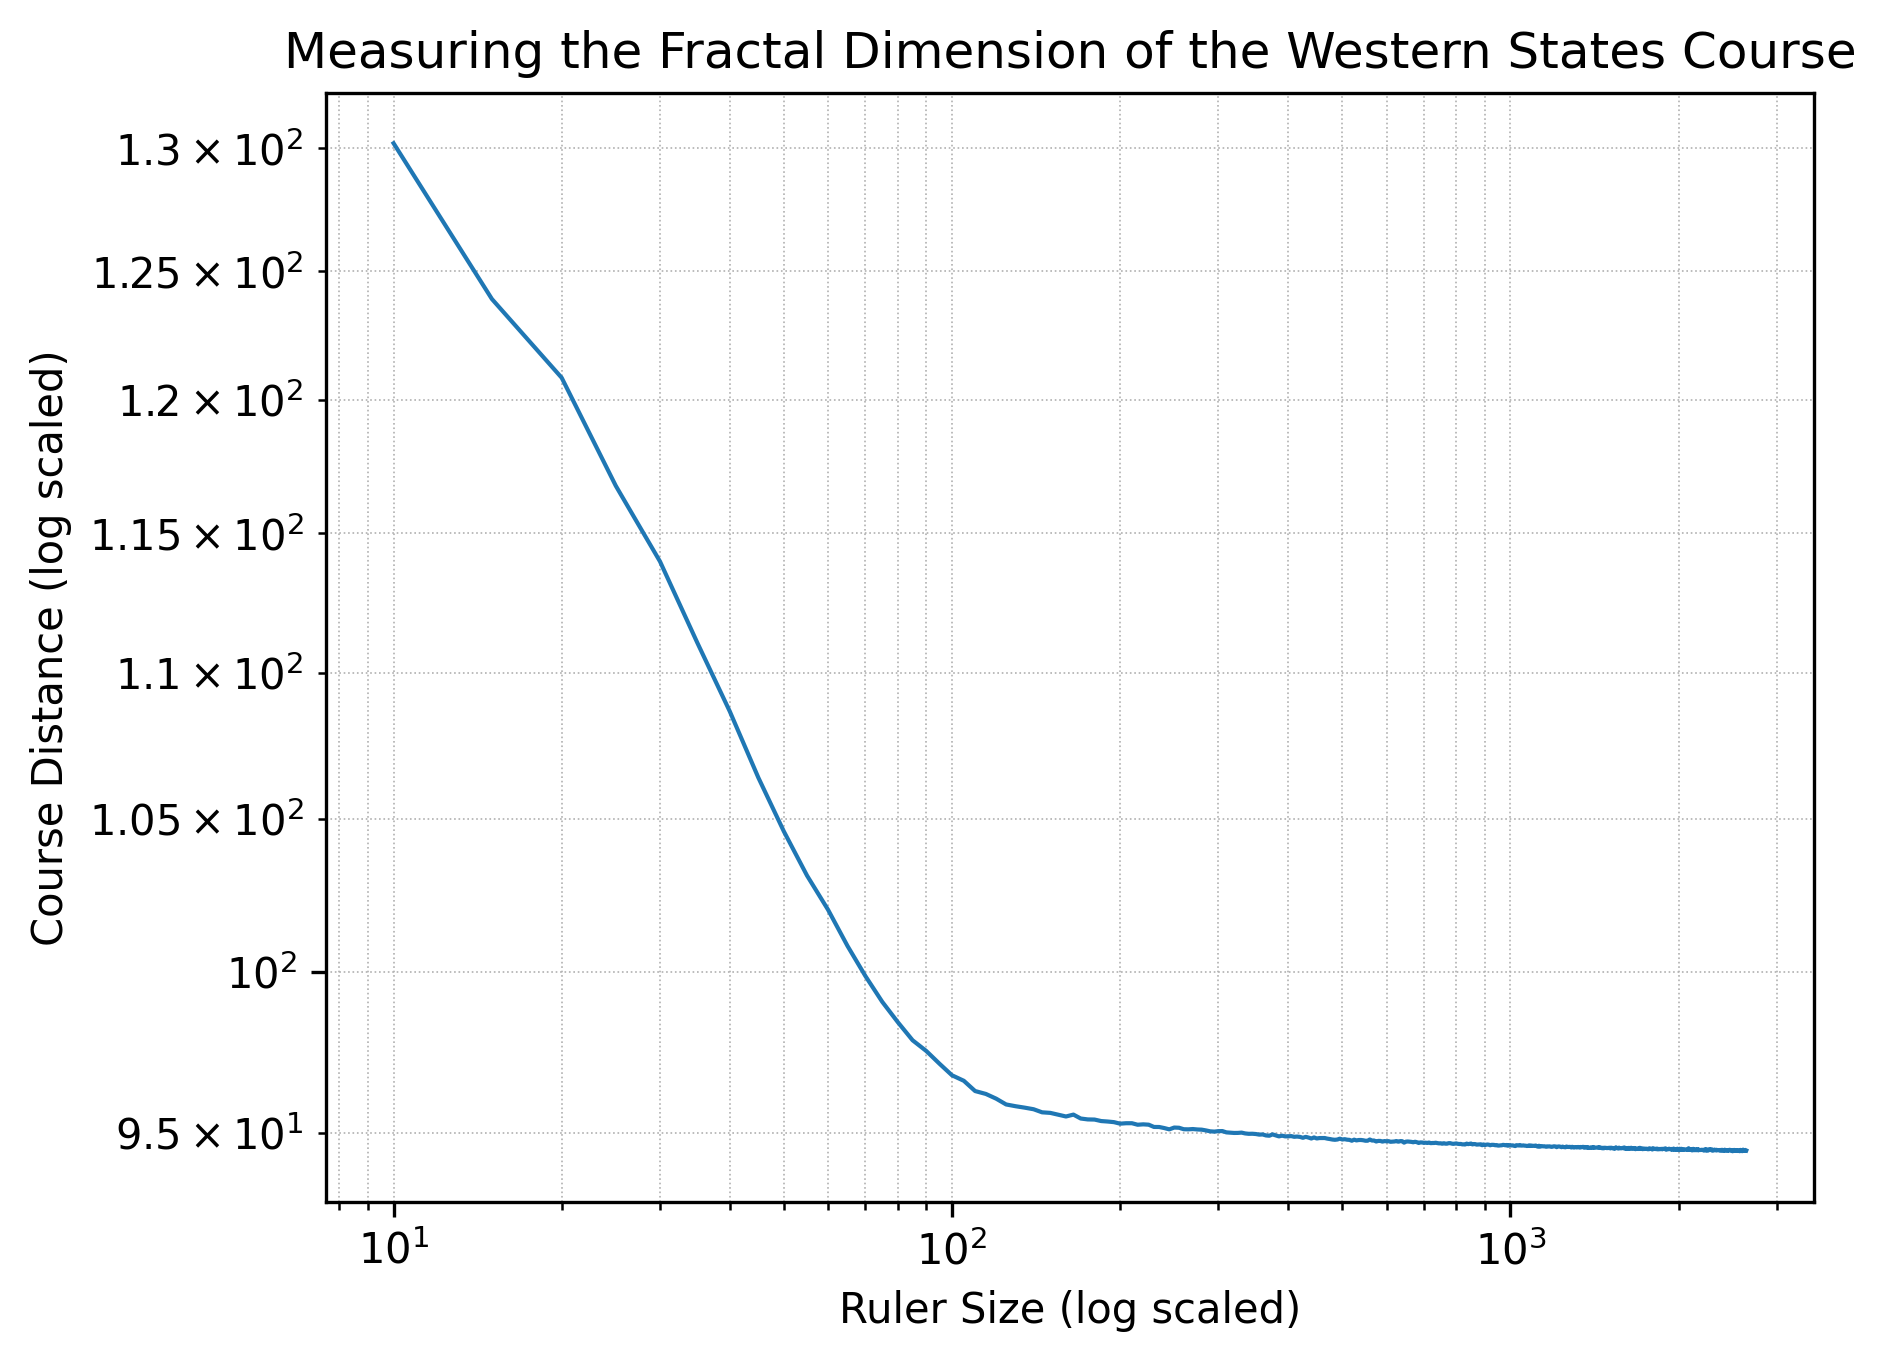 Measuring the Fractal Dimension of the Western States Course
1.3 × 10²
1.25 × 10²
1.2 × 10²
1.15 × 10²
1.1 × 10²
1.05 × 10²
10²
9.5 × 10¹
Course Distance (log scaled)
10¹ 10² 10³
Ruler Size (log scaled)